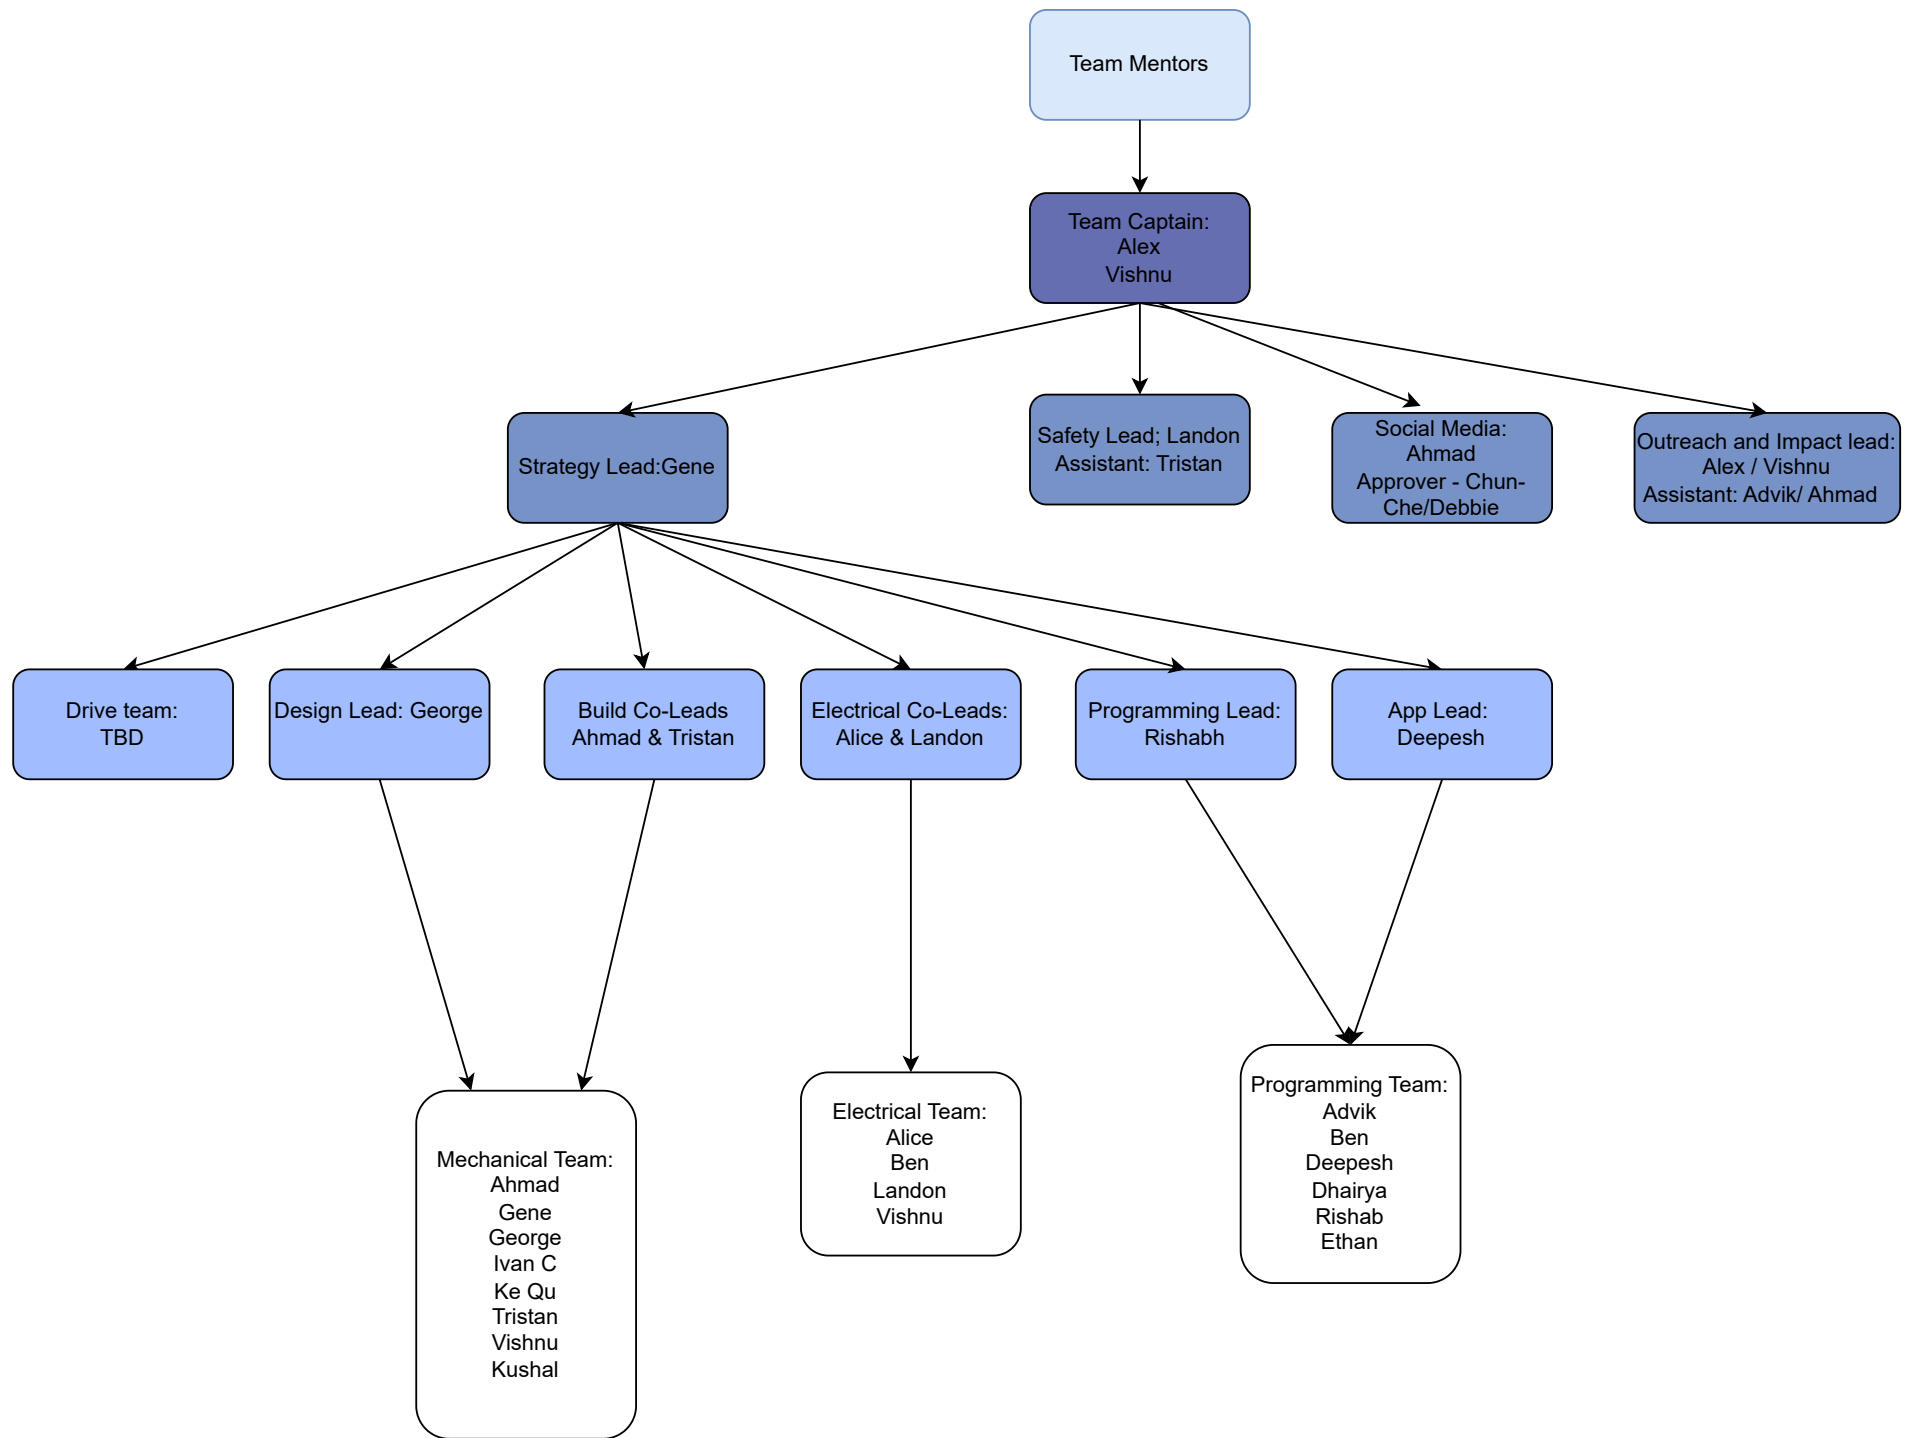 Team Mentors
Team Captain:
Alex
Vishnu
Strategy Lead:Gene
Safety Lead; Landon
Assistant: Tristan
Social Media:
Ahmad
Approver - Chun-
Che/Debbie
Outreach and Impact lead:
Alex / Vishnu
Assistant: Advik/ Ahmad
Drive team:
TBD
Design Lead: George
Build Co-Leads
Ahmad & Tristan
Electrical Co-Leads:
Alice & Landon
Programming Lead:
Rishabh
App Lead:
Deepesh
Mechanical Team:
Ahmad
Gene
George
Ivan C
Ke Qu
Tristan
Vishnu
Kushal
Electrical Team:
Alice
Ben
Landon
Vishnu
Programming Team:
Advik
Ben
Deepesh
Dhairya
Rishab
Ethan